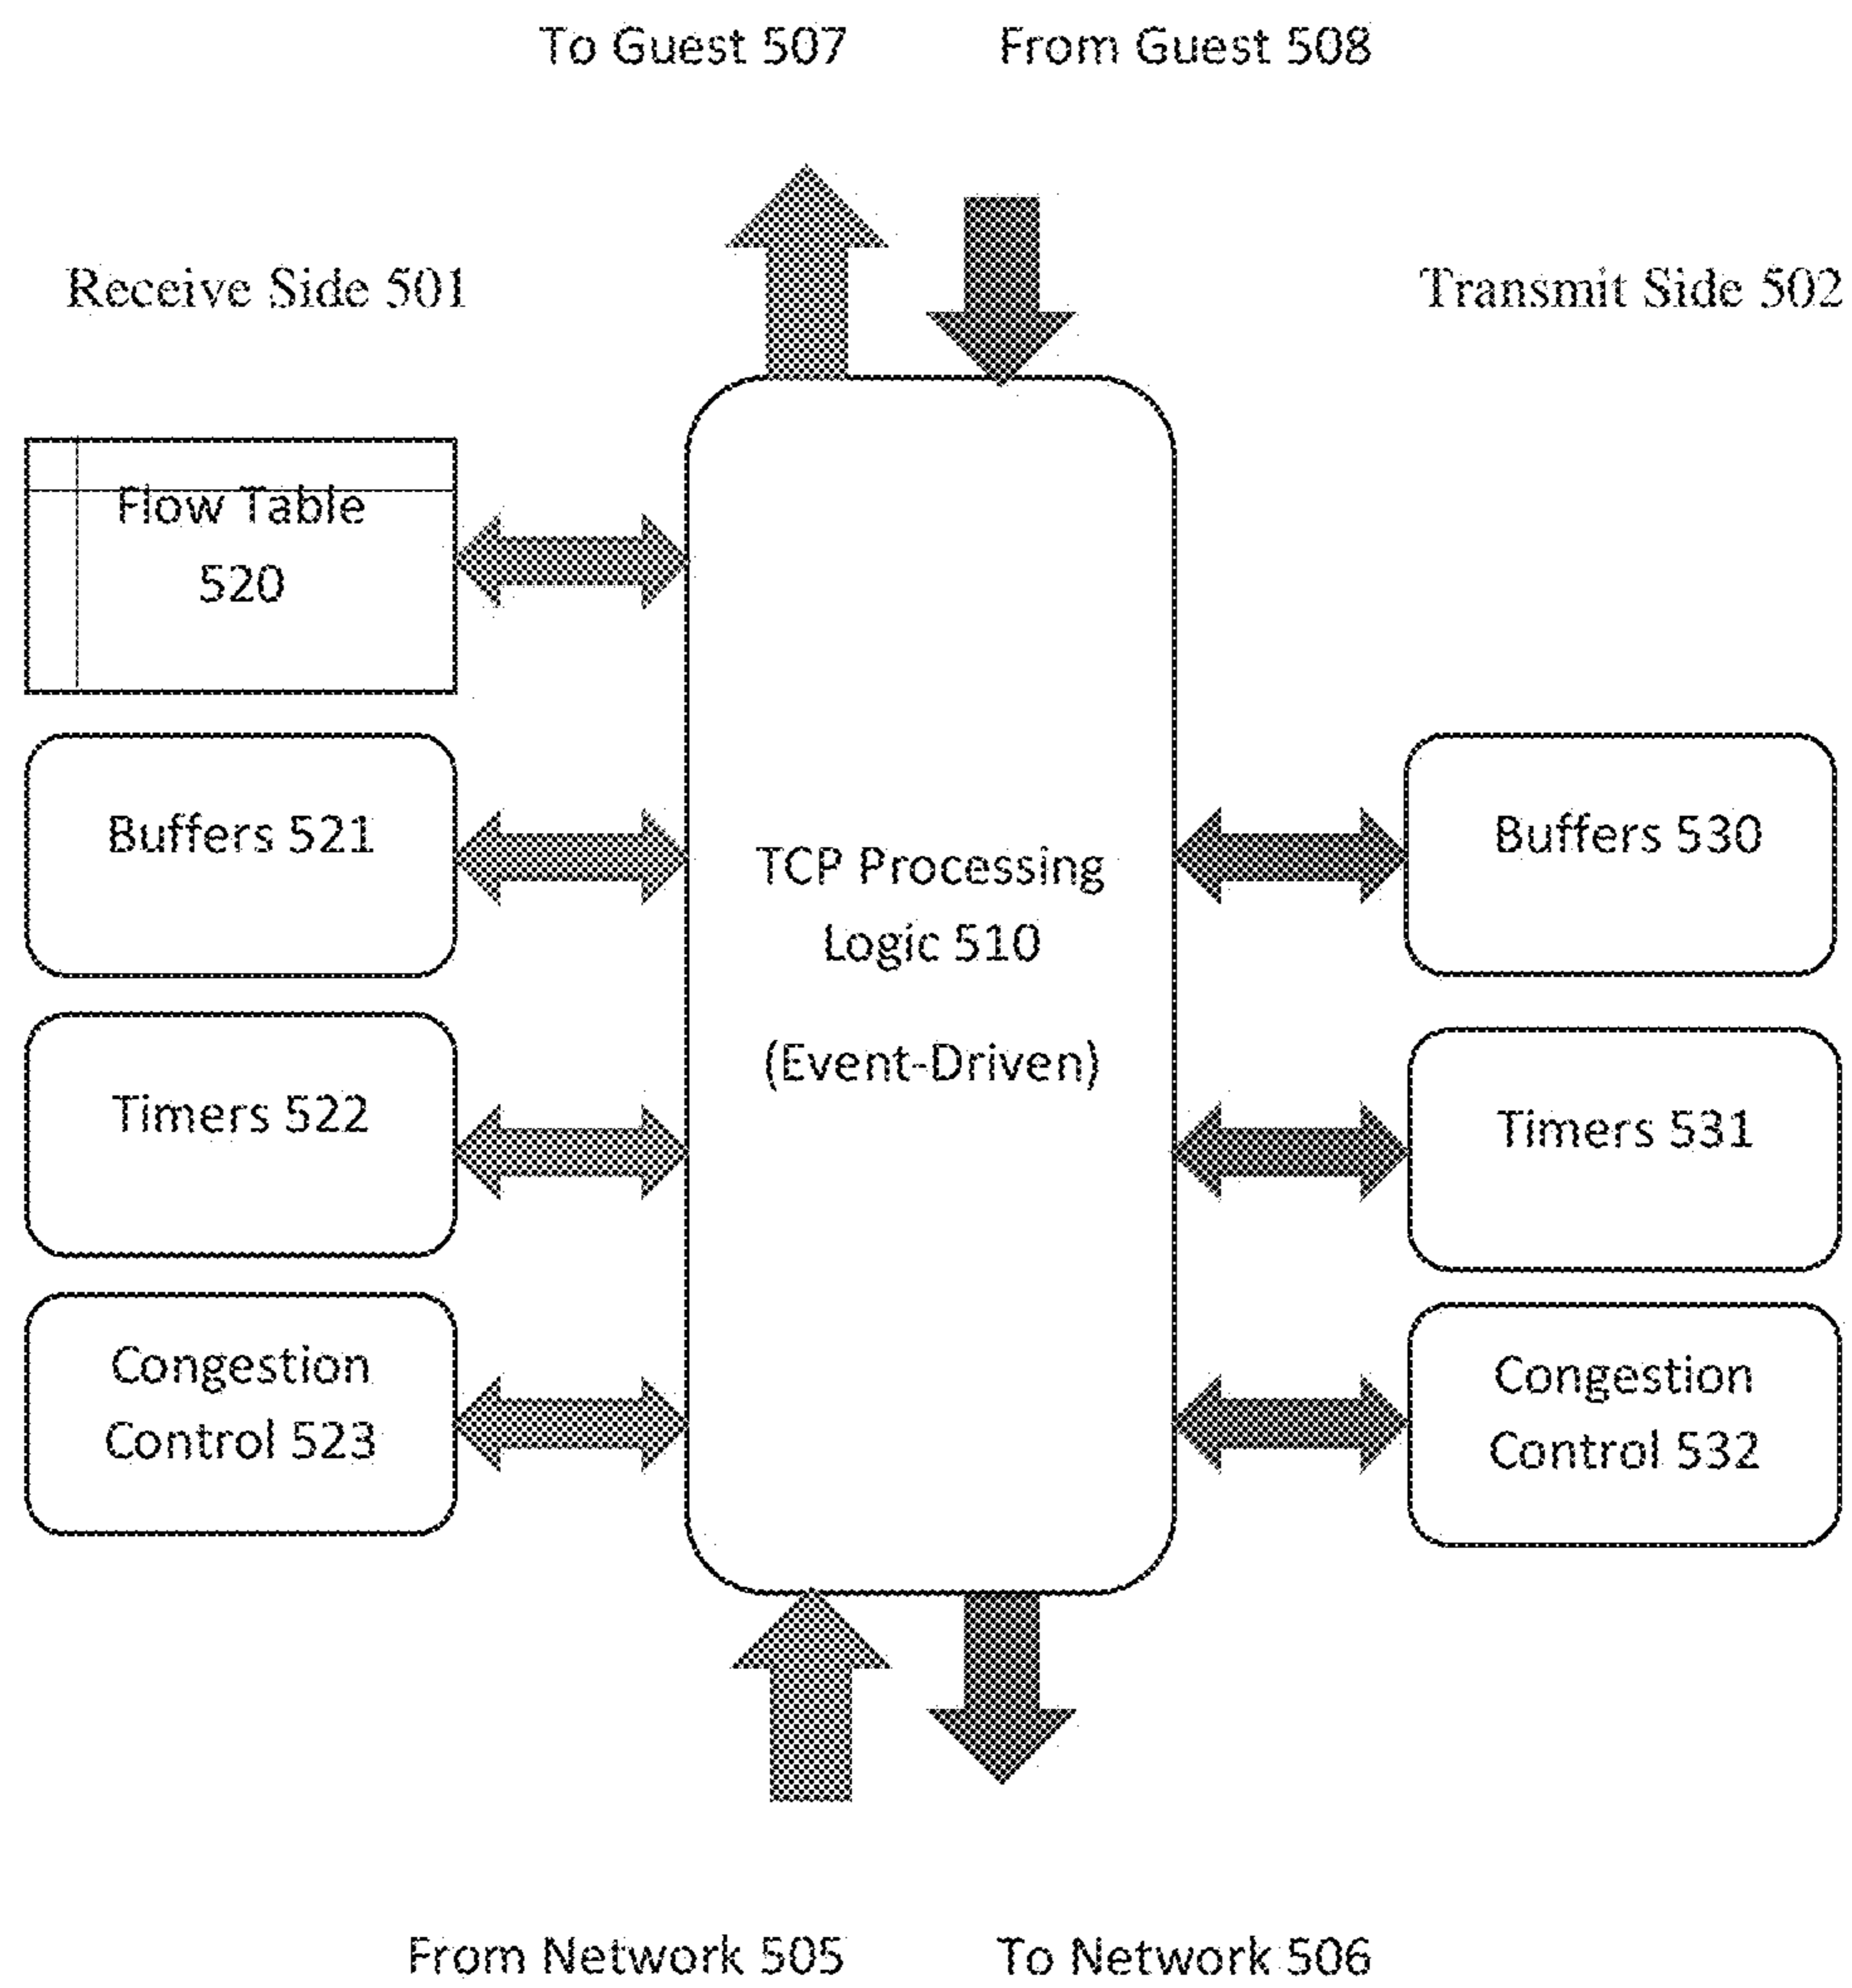 To Guest 507
From Guest 508
Receive Side 501
Transmit Side 502
Flow Table
520
Buffers 521
Timers 522
Congestion
Control 523
TCP Processing
Logic 510
(Event-Driven)
Buffers 530
Timers 531
Congestion
Control 532
From Network 505
To Network 506